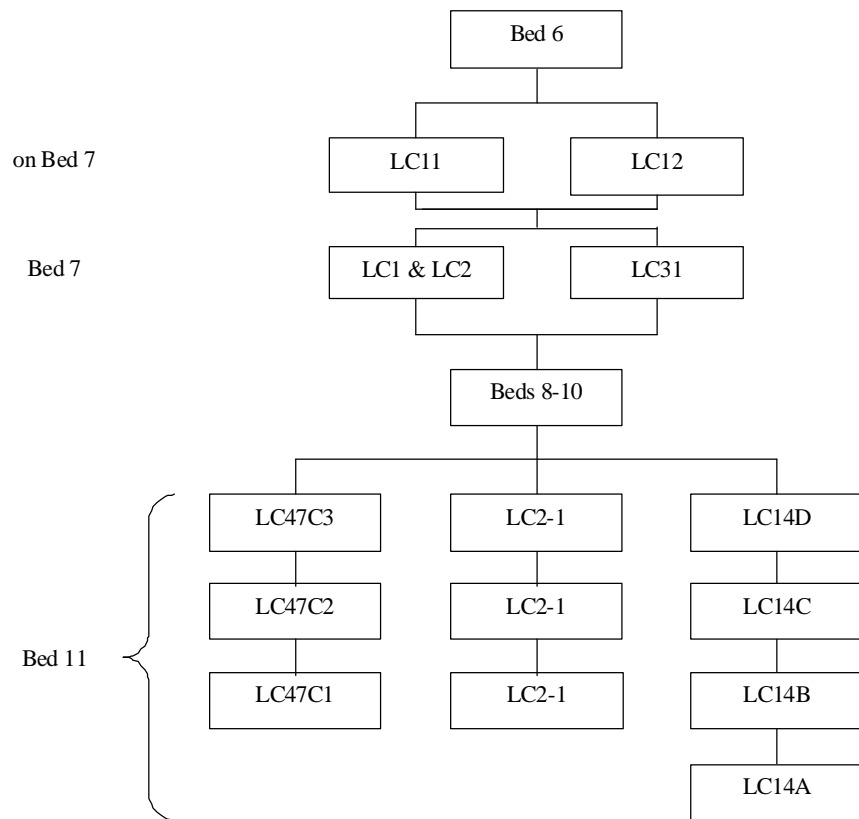 Bed 6
on Bed 7
LC11
LC12
Bed 7
LC1 & LC2
LC31
Beds 8-10
LC47C3
LC2-1
LC14D
LC47C2
LC2-1
LC14C
Bed 11
LC47C1
LC2-1
LC14B
LC14A